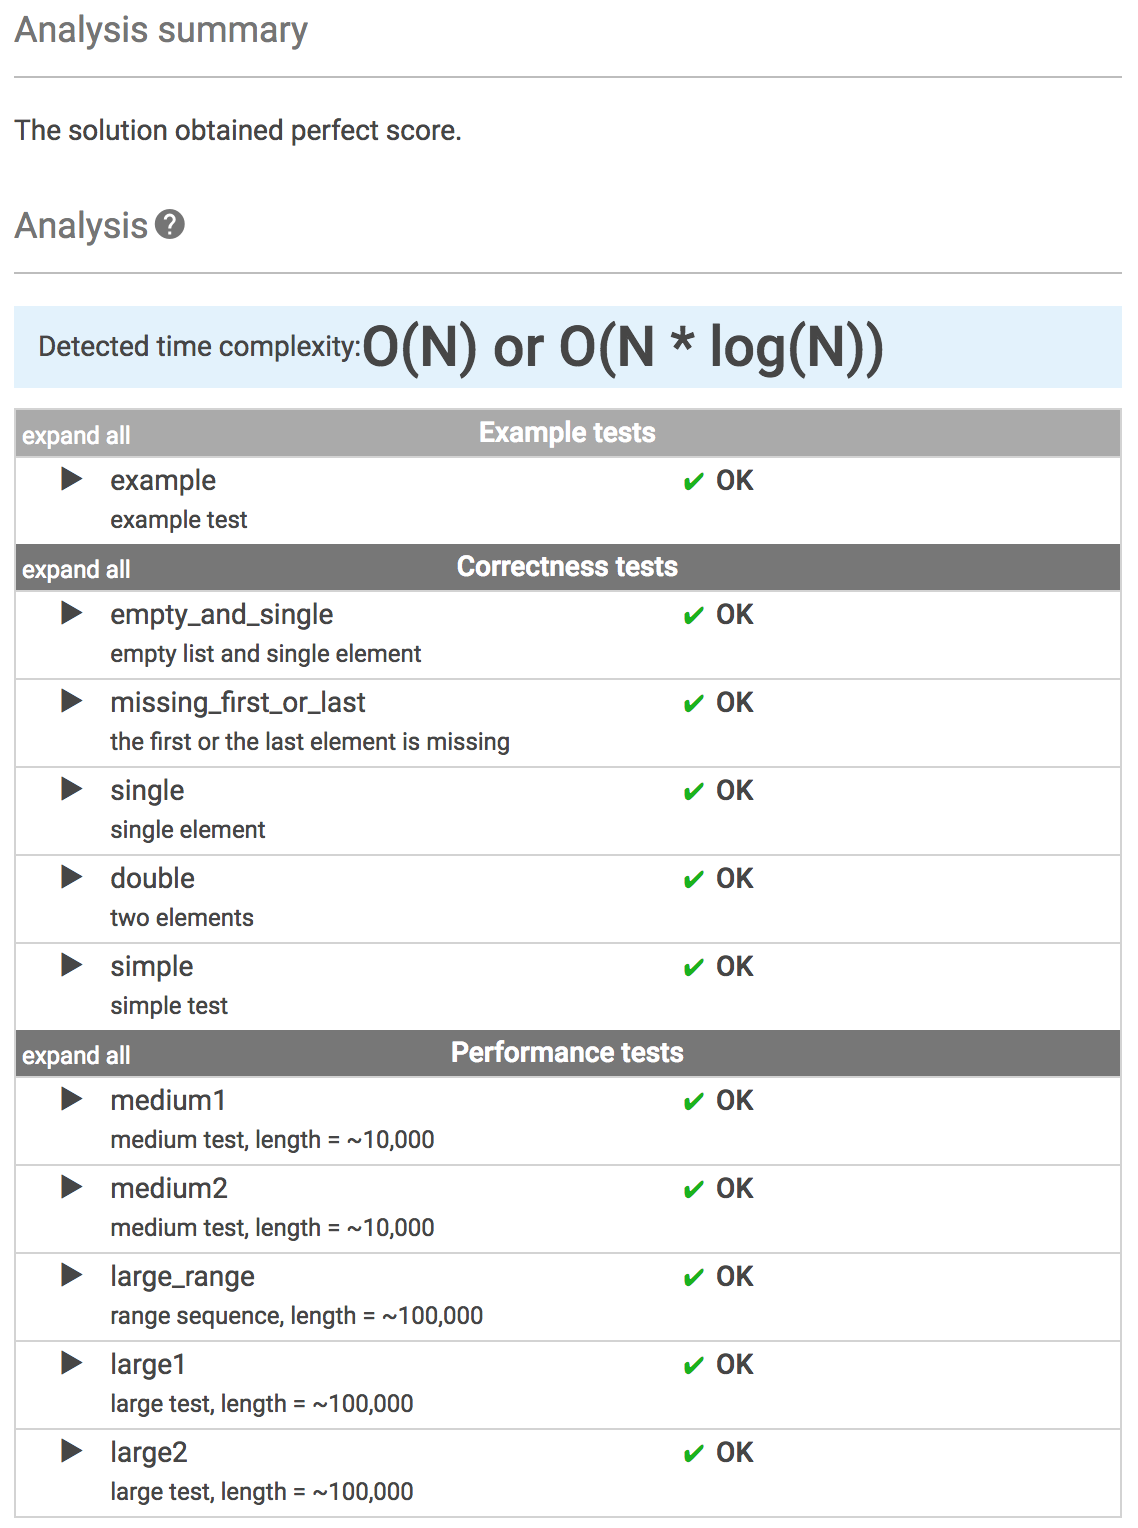 Analysis summary
The solution obtained perfect score.
Analysis ?
Detected time complexity: O(N) or O(N * log(N))
expand all Example tests
example ✔ OK
example test
expand all Correctness tests
empty_and_single ✔ OK
empty list and single element
missing_first_or_last ✔ OK
the first or the last element is missing
single ✔ OK
single element
double ✔ OK
two elements
simple ✔ OK
simple test
expand all Performance tests
medium1 ✔ OK
medium test, length = ~10,000
medium2 ✔ OK
medium test, length = ~10,000
large_range ✔ OK
range sequence, length = ~100,000
large1 ✔ OK
large test, length = ~100,000
large2 ✔ OK
large test, length = ~100,000